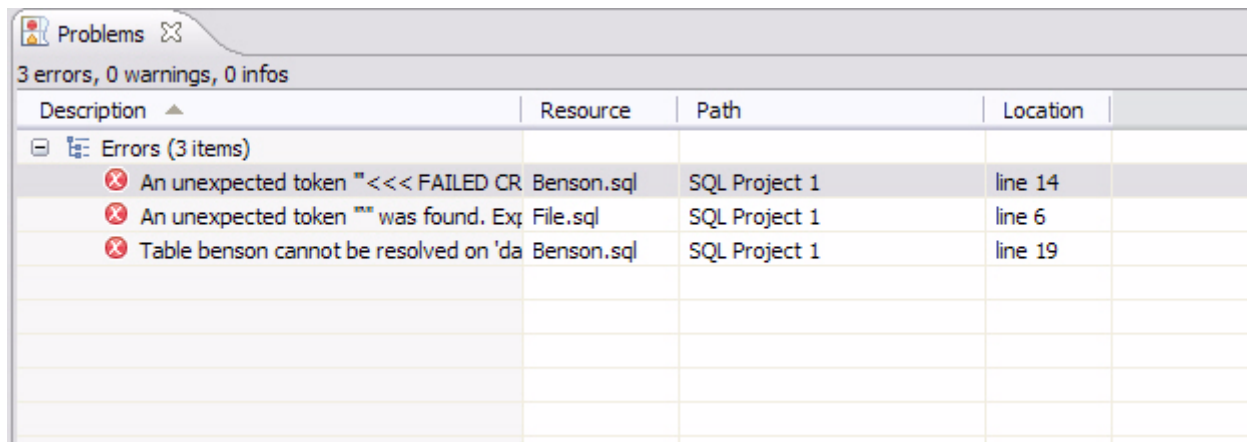 Problems
3 errors, 0 warnings, 0 infos
Description Resource Path Location
Errors (3 items)
An unexpected token "'<<< FAILED CR Benson.sql SQL Project 1 line 14
An unexpected token """ was found. Exp File.sql SQL Project 1 line 6
Table benson cannot be resolved on 'da Benson.sql SQL Project 1 line 19